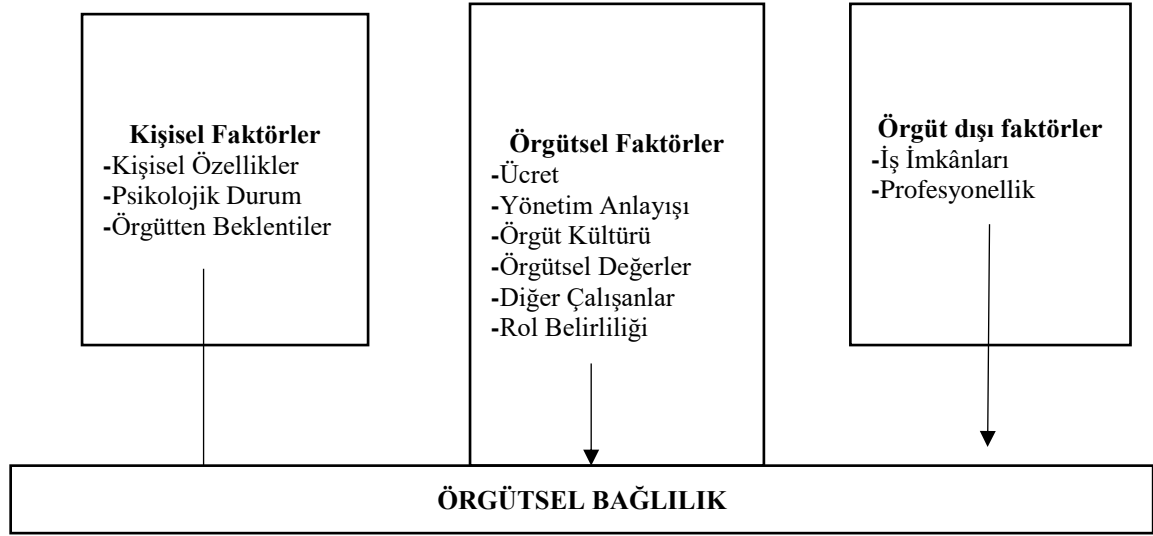 Kişisel Faktörler
-Kişisel Özellikler
-Psikolojik Durum
-Örgütten Beklentiler
Örgütsel Faktörler
-Ücret
-Yönetim Anlayışı
-Örgüt Kültürü
-Örgütsel Değerler
-Diğer Çalışanlar
-Rol Belirliliği
Örgüt dışı faktörler
-İş İmkânları
-Profesyonellik
ÖRGÜTSEL BAĞLILIK